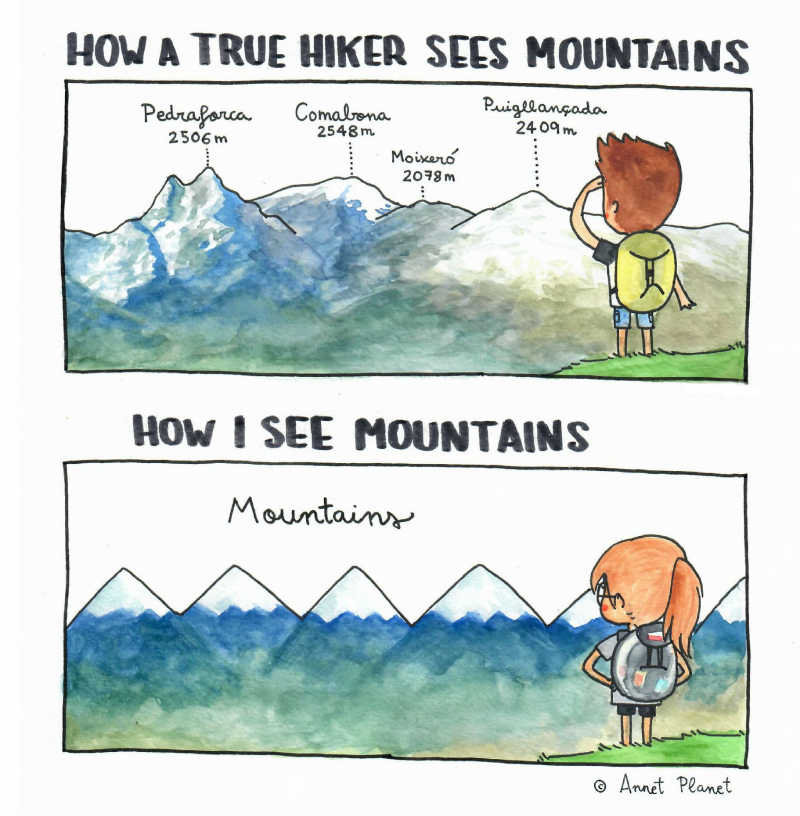 HOW A TRUE HIKER SEES MOUNTAINS
Pedraforca
2506m
Comabona
2548m
Moixeró
2078m
Puigllançada
2409m
HOW I SEE MOUNTAINS
Mountains
© Annet Planet